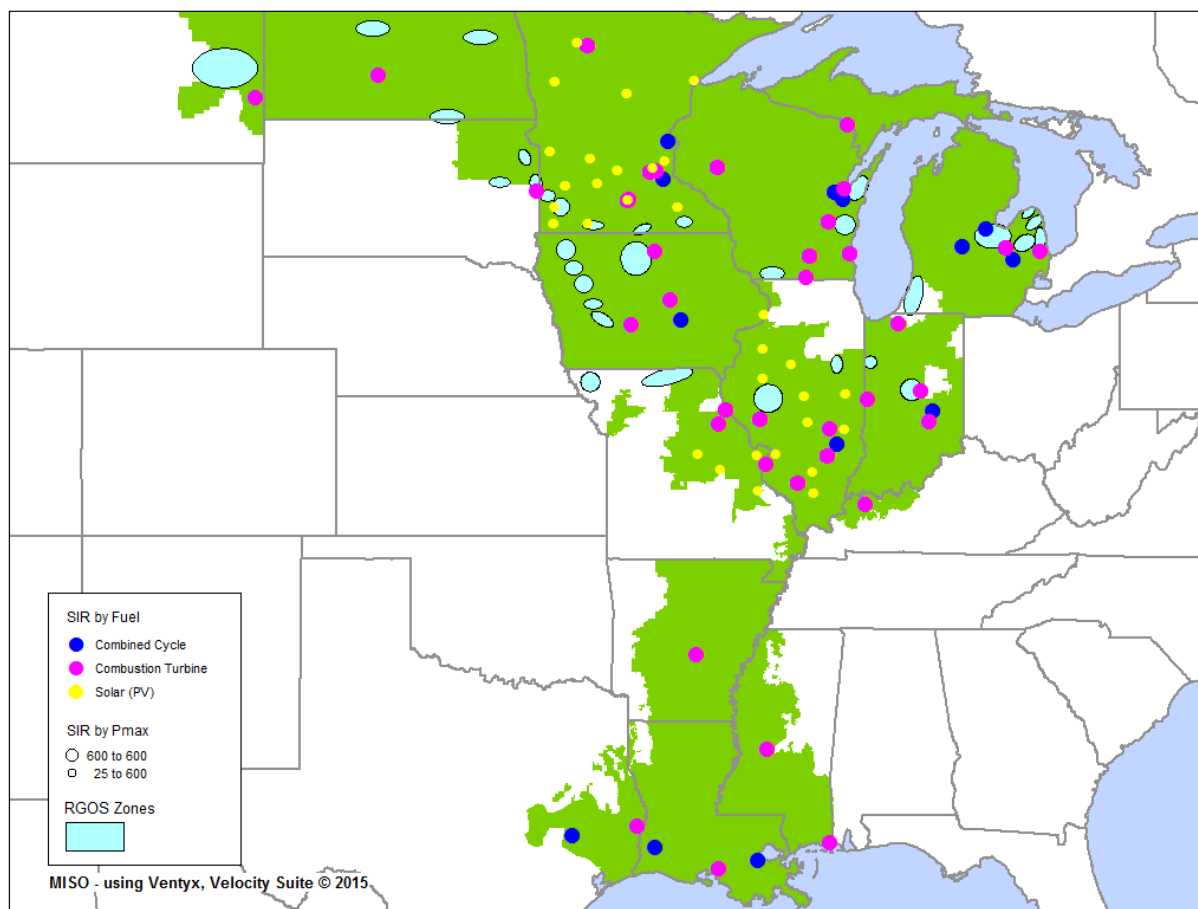 SIR by Fuel
Combined Cycle
Combustion Turbine
Solar (PV)
SIR by Pmax
600 to 600
25 to 600
RGOS Zones
MISO - using Ventyx, Velocity Suite © 2015